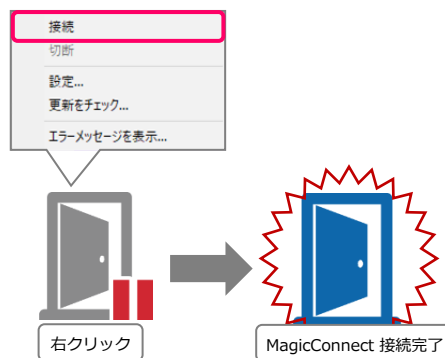 接続
切断
設定...
更新をチェック...
エラーメッセージを表示...
右クリック
MagicConnect 接続完了